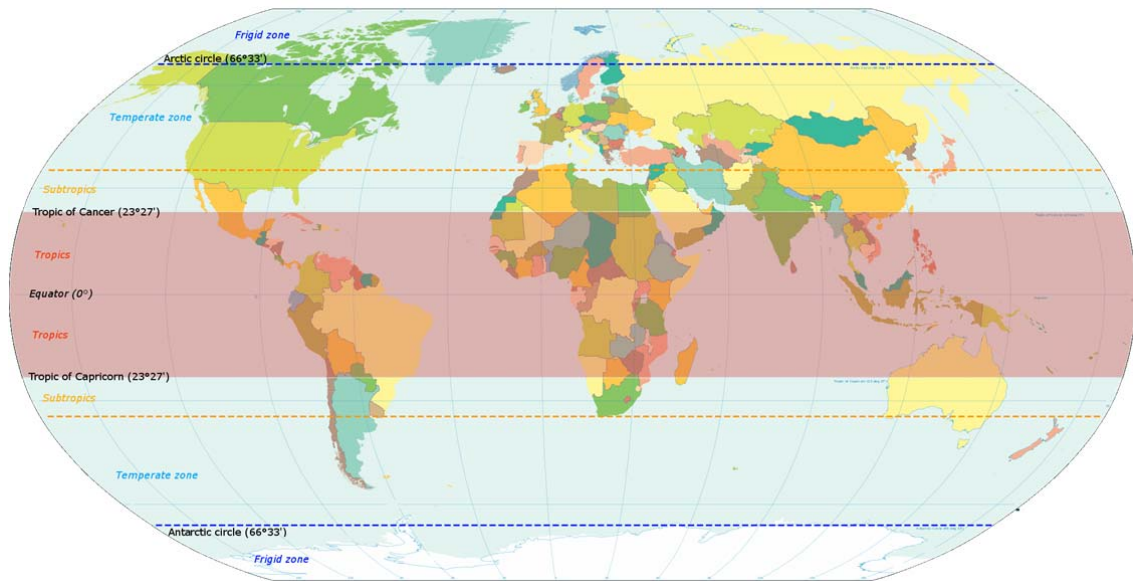 Frigid zone
Arctic circle (66°33')
Temperate zone
Subtropics
Tropic of Cancer (23°27')
Tropics
Equator (0°)
Tropics
Tropic of Capricorn (23°27')
Subtropics
Temperate zone
Antarctic circle (66°33')
Frigid zone